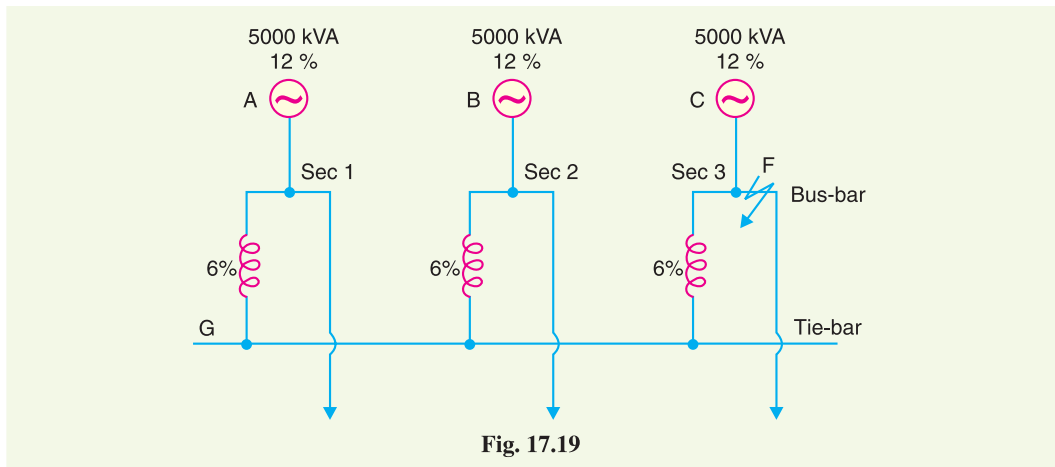 5000 kVA 5000 kVA 5000 kVA
12 % 12 % 12 %
A B C
Sec 1 Sec 2 Sec 3 F
Bus-bar
6% 6% 6%
G Tie-bar
Fig. 17.19